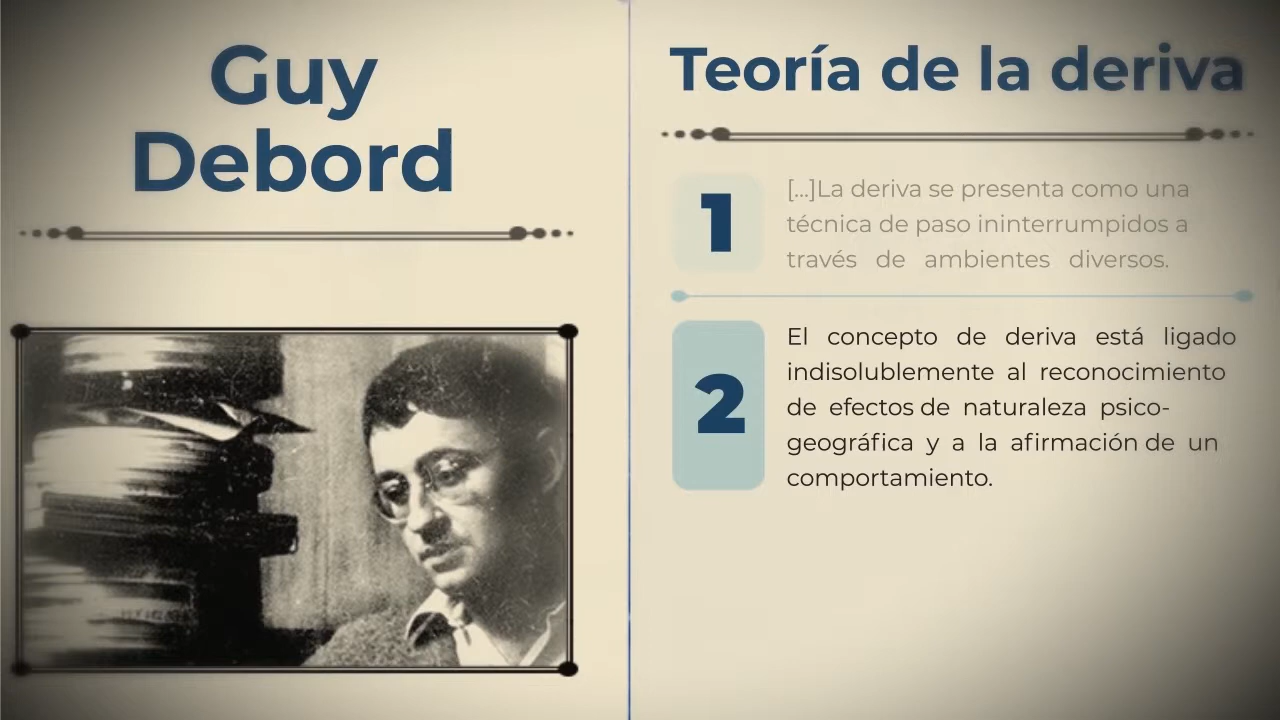 Guy
Debord
Teoría de la deriva
1
[...]La deriva se presenta como una
técnica de paso ininterrumpidos a
través de ambientes diversos.
2
El concepto de deriva está ligado
indisolublemente al reconocimiento
de efectos de naturaleza psico-
geográfica y a la afirmación de un
comportamiento.